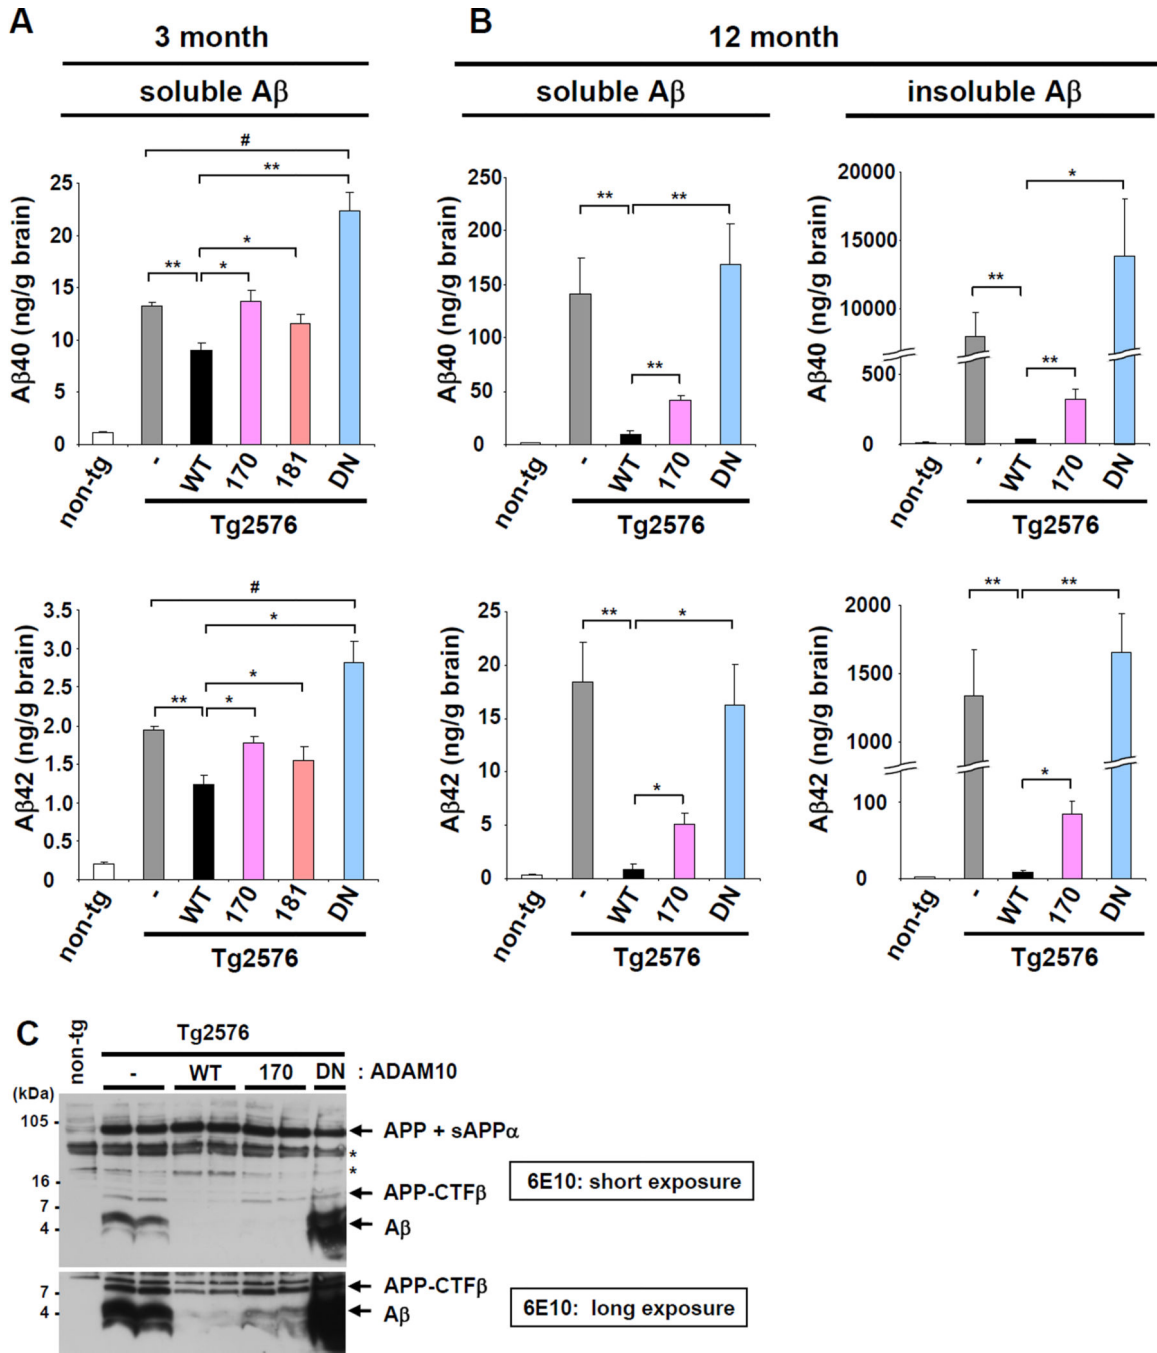 A
3 month
soluble Aβ
B
12 month
soluble Aβ
insoluble Aβ
Aβ40 (ng/g brain)
25
20
15
10
5
0
#
**
*
**
*
non-tg
-
WT
170
181
DN
Tg2576
Aβ40 (ng/g brain)
250
200
150
100
50
0
**
**
**
non-tg
-
WT
170
DN
Tg2576
Aβ40 (ng/g brain)
20000
15000
10000
500
0
*
**
**
non-tg
-
WT
170
DN
Tg2576
Aβ42 (ng/g brain)
3.5
3.0
2.5
2.0
1.5
1.0
0.5
0
#
*
*
**
*
non-tg
-
WT
170
181
DN
Tg2576
Aβ42 (ng/g brain)
25
20
15
10
5
0
**
*
*
non-tg
-
WT
170
DN
Tg2576
Aβ42 (ng/g brain)
2000
1500
1000
100
0
**
**
*
non-tg
-
WT
170
DN
Tg2576
C
non-tg
Tg2576
-
WT
170
DN
: ADAM10
(kDa)
105
16
7
4
APP + sAPPα
*
*
APP-CTFβ
Aβ
6E10: short exposure
7
4
APP-CTFβ
Aβ
6E10: long exposure